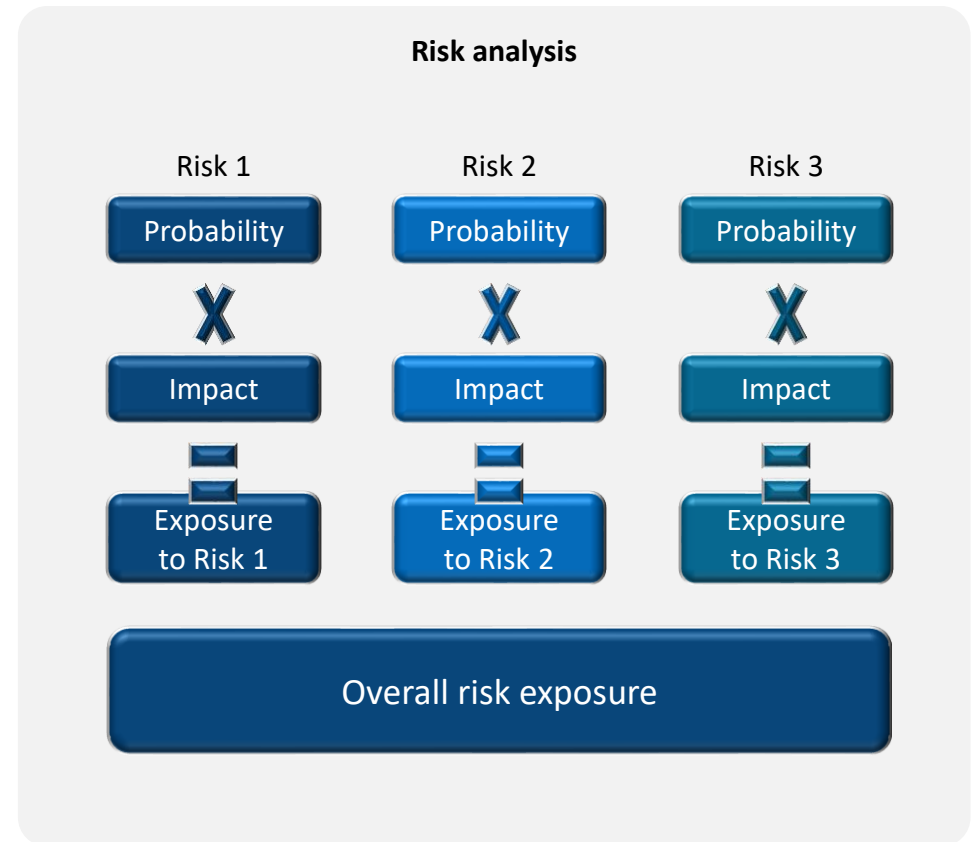 Risk analysis
Risk 1
Risk 2
Risk 3
Probability
Probability
Probability
X
X
X
Impact
Impact
Impact
=
=
=
Exposure
to Risk 1
Exposure
to Risk 2
Exposure
to Risk 3
Overall risk exposure